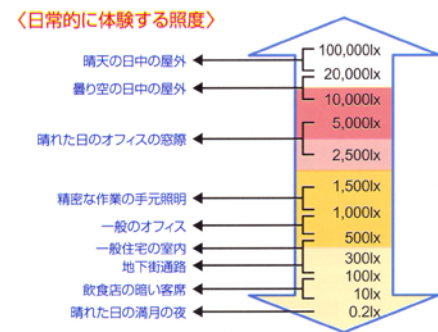 〈日常的に体験する照度〉
100,000lx
晴天の日中の屋外
20,000lx
曇り空の日中の屋外
10,000lx
5,000lx
晴れた日のオフィスの窓際
2,500lx
1,500lx
精密な作業の手元照明
1,000lx
一般のオフィス
500lx
一般住宅の室内
300lx
地下街通路
100lx
飲食店の暗い客席
10lx
晴れた日の満月の夜
0.2lx